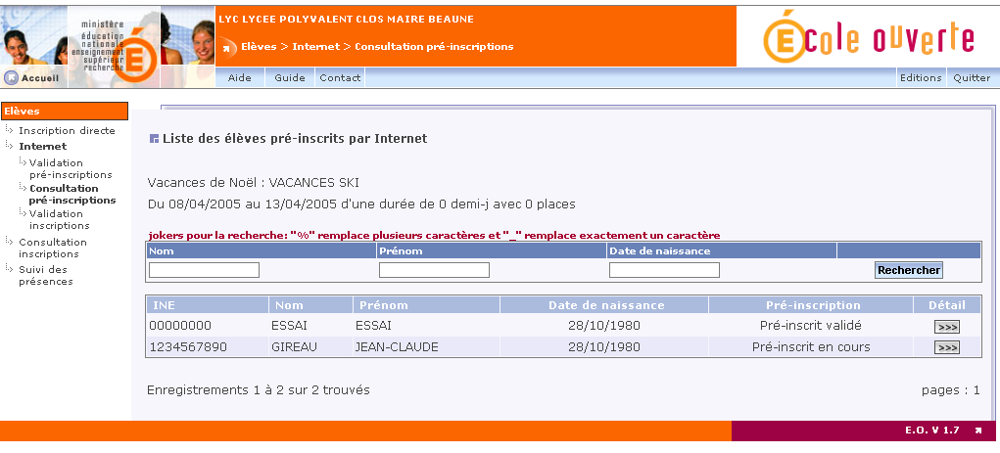 ministère
éducation
nationale
enseignement
supérieur
recherche
LYC LYCEE POLYVALENT CLOS MAIRE BEAUNE
Elèves > Internet > Consultation pré-inscriptions
École ouverte
Accueil
Aide Guide Contact Editions Quitter
Elèves
Inscription directe
Internet
Validation
pré-inscriptions
Consultation
pré-inscriptions
Validation
inscriptions
Consultation
inscriptions
Suivi des
présences
Liste des élèves pré-inscrits par Internet
Vacances de Noël : VACANCES SKI
Du 08/04/2005 au 13/04/2005 d'une durée de 0 demi-j avec 0 places
jokers pour la recherche: "%" remplace plusieurs caractères et "_" remplace exactement un caractère
Nom Prénom Date de naissance
Rechercher
INE Nom Prénom Date de naissance Pré-inscription Détail
00000000 ESSAI ESSAI 28/10/1980 Pré-inscrit validé >>>
1234567890 GIREAU JEAN-CLAUDE 28/10/1980 Pré-inscrit en cours >>>
Enregistrements 1 à 2 sur 2 trouvés pages : 1
E.O. V 1.7